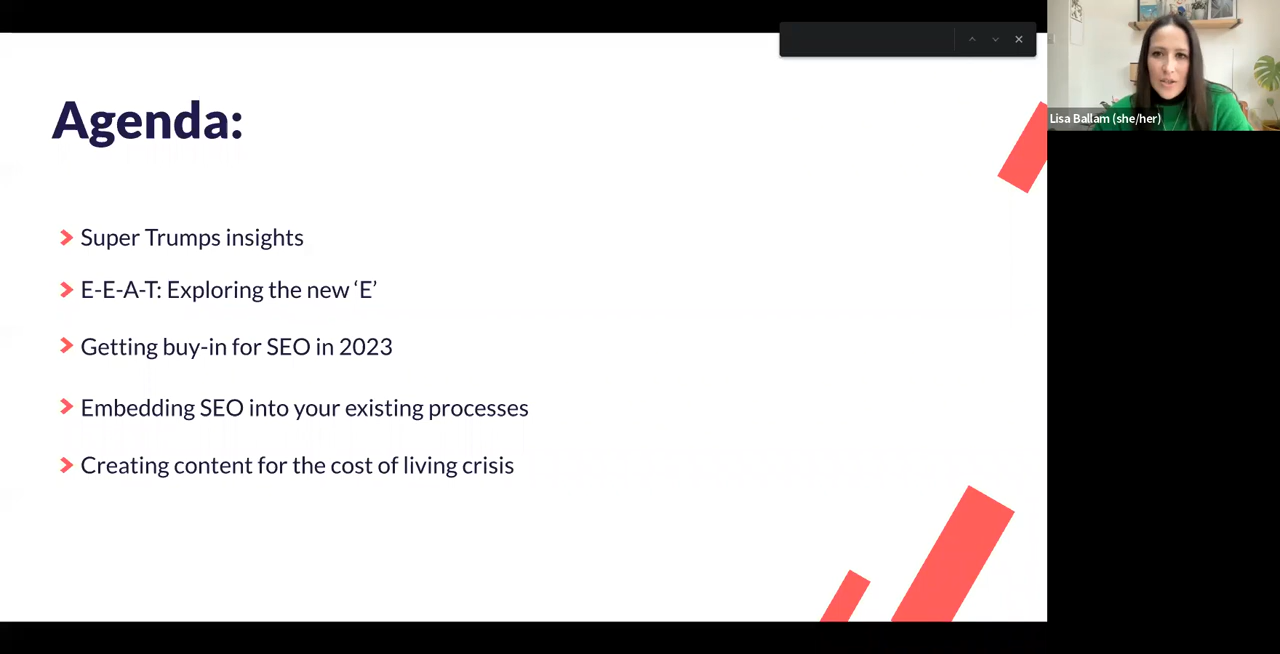 Agenda:
Super Trumps insights
E-E-A-T: Exploring the new ‘E’
Getting buy-in for SEO in 2023
Embedding SEO into your existing processes
Creating content for the cost of living crisis
Lisa Ballam (she/her)